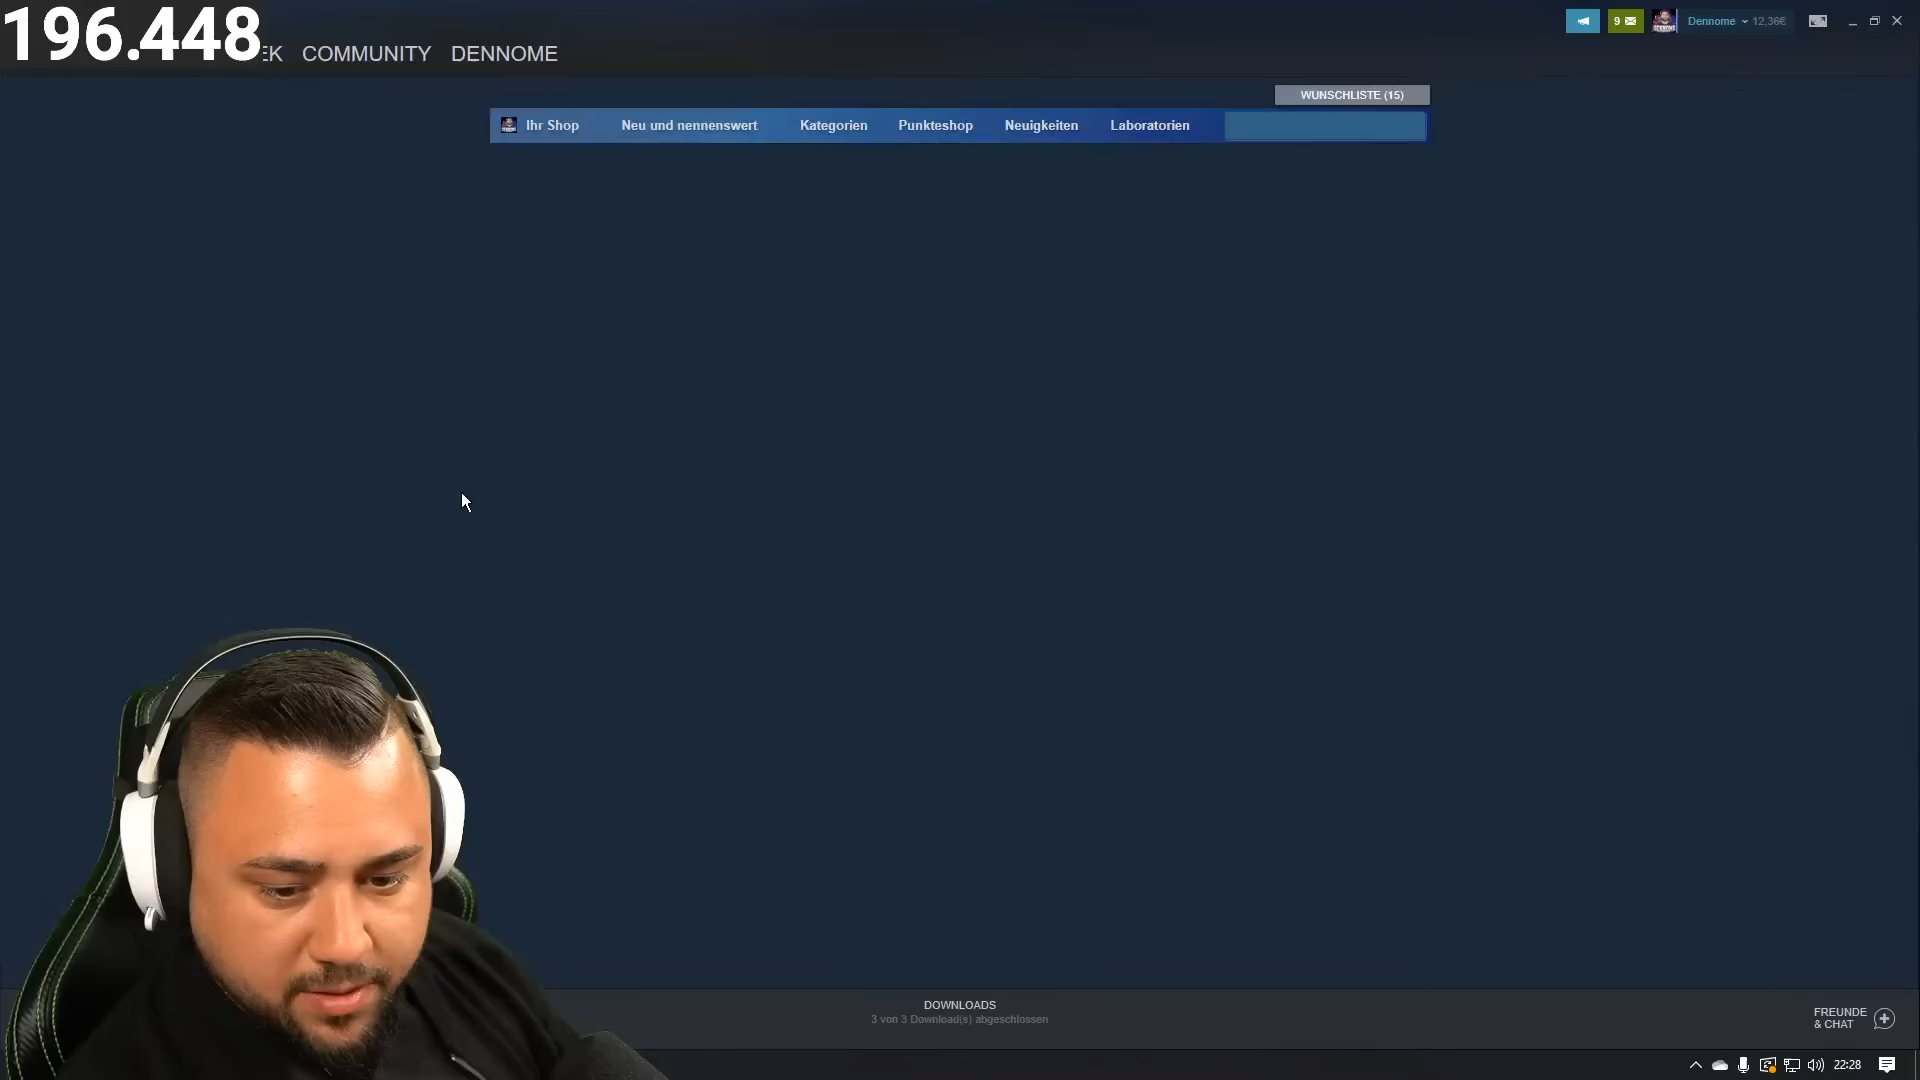 196.448
EK COMMUNITY DENNOME
9 Dennome 12,36€
WUNSCHLISTE (15)
Ihr Shop Neu und nennenswert Kategorien Punkteshop Neuigkeiten Laboratorien
DOWNLOADS
3 von 3 Download(s) abgeschlossen
FREUNDE
& CHAT
22:28